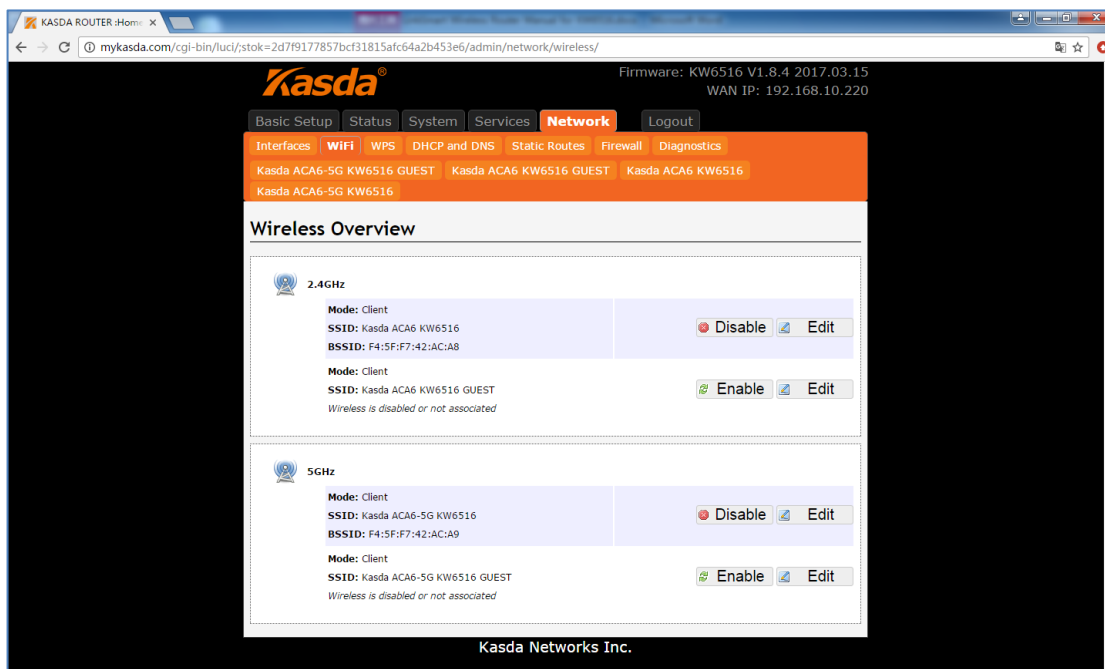 KASDA ROUTER :Home
mykasda.com/cgi-bin/luci/;stok=2d7f9177857bcf31815afc64a2b453e6/admin/network/wireless/
Kasda®
Firmware: KW6516 V1.8.4 2017.03.15
WAN IP: 192.168.10.220
Basic Setup Status System Services Network Logout
Interfaces WiFi WPS DHCP and DNS Static Routes Firewall Diagnostics
Kasda ACA6-5G KW6516 GUEST Kasda ACA6 KW6516 GUEST Kasda ACA6 KW6516
Kasda ACA6-5G KW6516
Wireless Overview
2.4GHz
Mode: Client
SSID: Kasda ACA6 KW6516
Disable Edit
BSSID: F4:5F:F7:42:AC:A8
Mode: Client
SSID: Kasda ACA6 KW6516 GUEST
Enable Edit
Wireless is disabled or not associated
5GHz
Mode: Client
SSID: Kasda ACA6-5G KW6516
Disable Edit
BSSID: F4:5F:F7:42:AC:A9
Mode: Client
SSID: Kasda ACA6-5G KW6516 GUEST
Enable Edit
Wireless is disabled or not associated
Kasda Networks Inc.